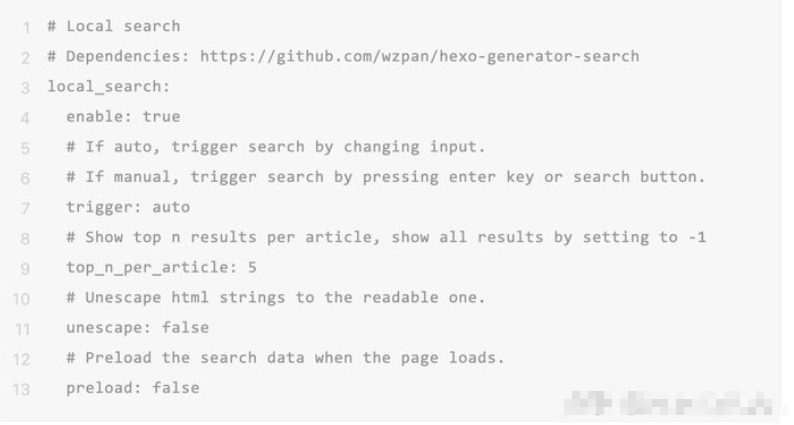 1 # Local search
2 # Dependencies: https://github.com/wzpan/hexo-generator-search
3 local_search:
4   enable: true
5   # If auto, trigger search by changing input.
6   # If manual, trigger search by pressing enter key or search button.
7   trigger: auto
8   # Show top n results per article, show all results by setting to -1
9   top_n_per_article: 5
10   # Unescape html strings to the readable one.
11   unescape: false
12   # Preload the search data when the page loads.
13   preload: false